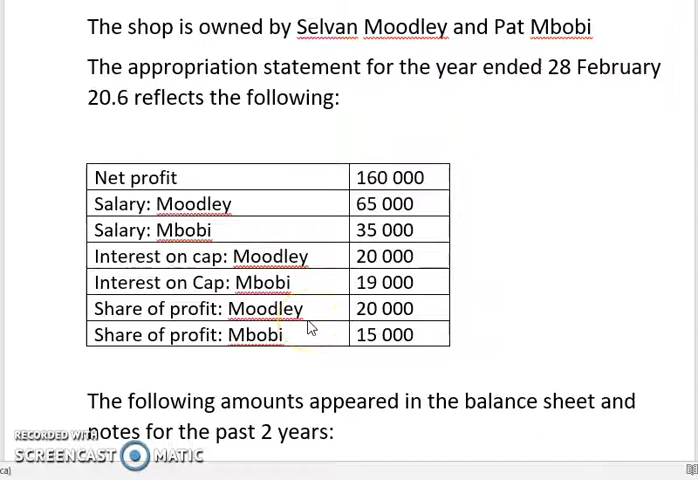 The shop is owned by Selvan Moodley and Pat Mbobi
The appropriation statement for the year ended 28 February
20.6 reflects the following:
Net profit 160 000
Salary: Moodley 65 000
Salary: Mbobi 35 000
Interest on cap: Moodley 20 000
Interest on Cap: Mbobi 19 000
Share of profit: Moodley 20 000
Share of profit: Mbobi 15 000
The following amounts appeared in the balance sheet and
notes for the past 2 years:
RECORDED WITH
SCREENCAST MATIC
ca)